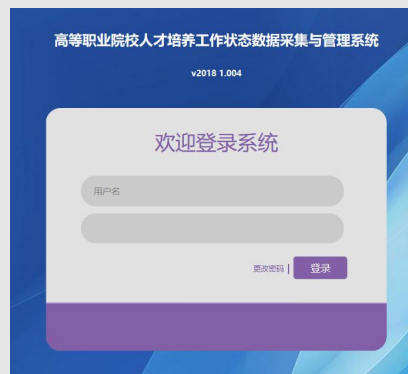 高等职业院校人才培养工作状态数据采集与管理系统
v2018 1.004
欢迎登录系统
用户名
更改密码 | 登录